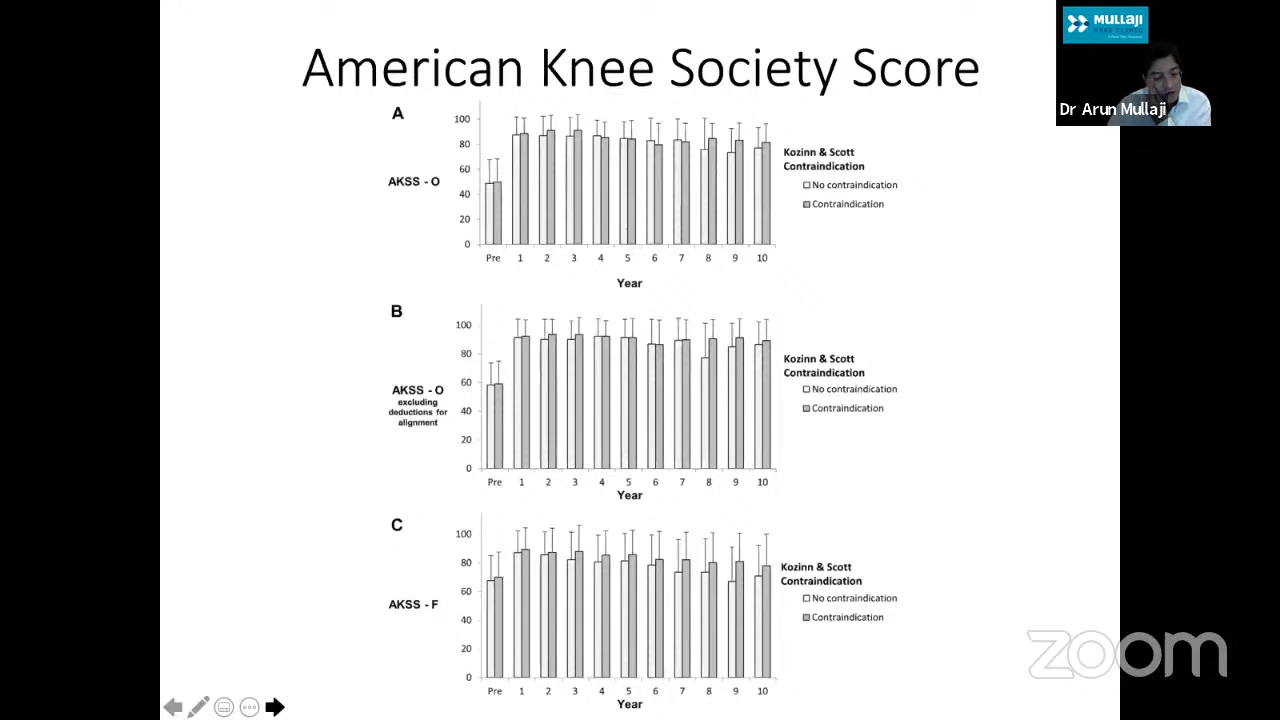 American Knee Society Score
MULLAJI
KNEE CLINIC
Dr Arun Mullaji
A
100
80
60
40
20
0
AKSS - O
Pre 1 2 3 4 5 6 7 8 9 10
Year
Kozinn & Scott
Contraindication
No contraindication
Contraindication
B
100
80
60
40
20
0
AKSS - O
excluding
deductions for
alignment
Pre 1 2 3 4 5 6 7 8 9 10
Year
Kozinn & Scott
Contraindication
No contraindication
Contraindication
C
100
80
60
40
20
0
AKSS - F
Pre 1 2 3 4 5 6 7 8 9 10
Year
Kozinn & Scott
Contraindication
No contraindication
Contraindication
zoom